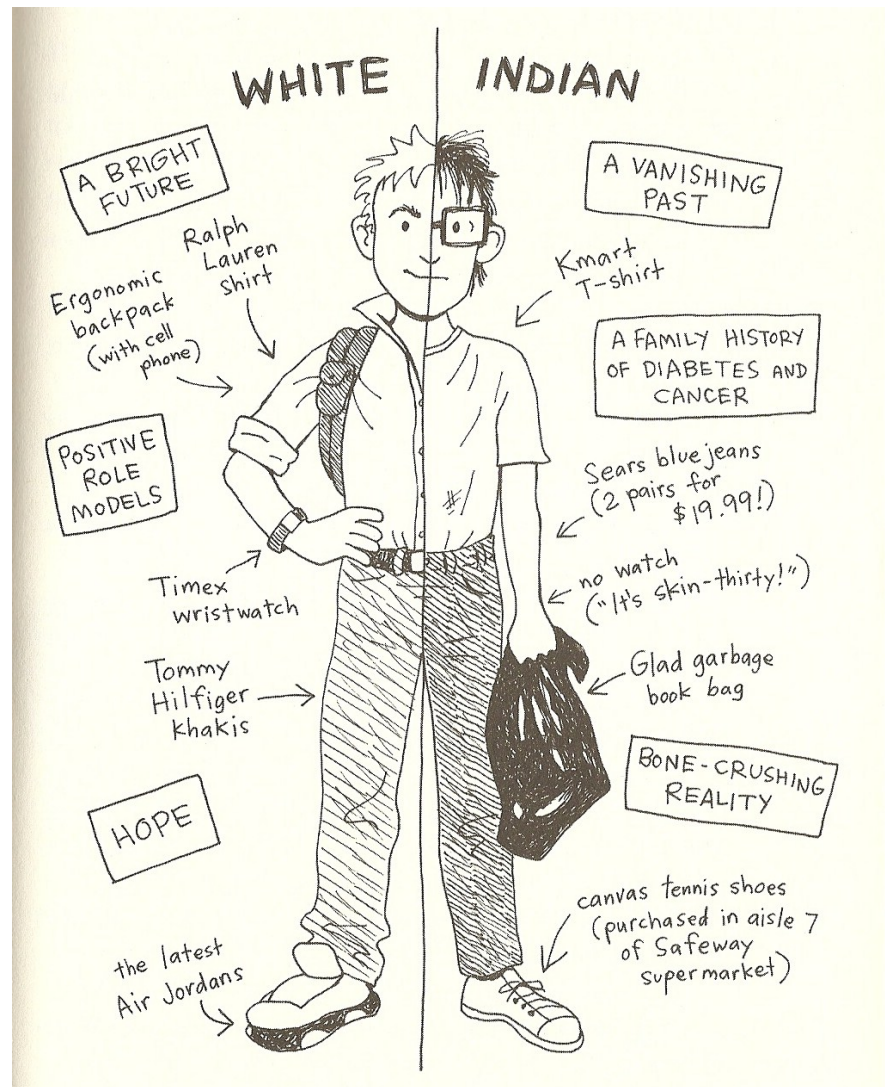 WHITE
INDIAN
A BRIGHT
FUTURE
Ralph
Lauren
shirt
Ergonomic
backpack
(with cell
phone)
POSITIVE
ROLE
MODELS
Timex
wristwatch
Tommy
Hilfiger
khakis
HOPE
the latest
Air Jordans
A VANISHING
PAST
Kmart
T-shirt
A FAMILY HISTORY
OF DIABETES AND
CANCER
Sears blue jeans
(2 pairs for
$19.99!)
no watch
("It's skin-thirty!")
Glad garbage
book bag
BONE-CRUSHING
REALITY
canvas tennis shoes
(purchased in aisle 7
of Safeway
supermarket)